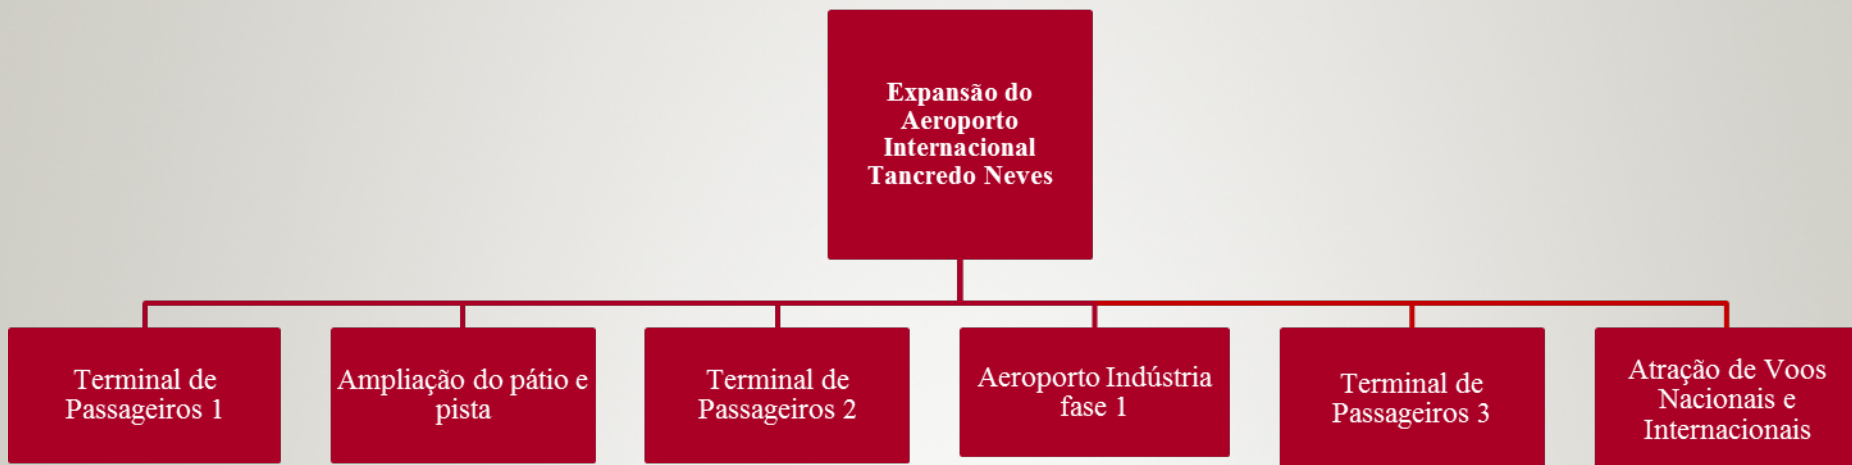 Expansão do
Aeroporto
Internacional
Tancredo Neves
Terminal de
Passageiros 1
Ampliação do pátio e
pista
Terminal de
Passageiros 2
Aeroporto Indústria
fase 1
Terminal de
Passageiros 3
Atração de Voos
Nacionais e
Internacionais